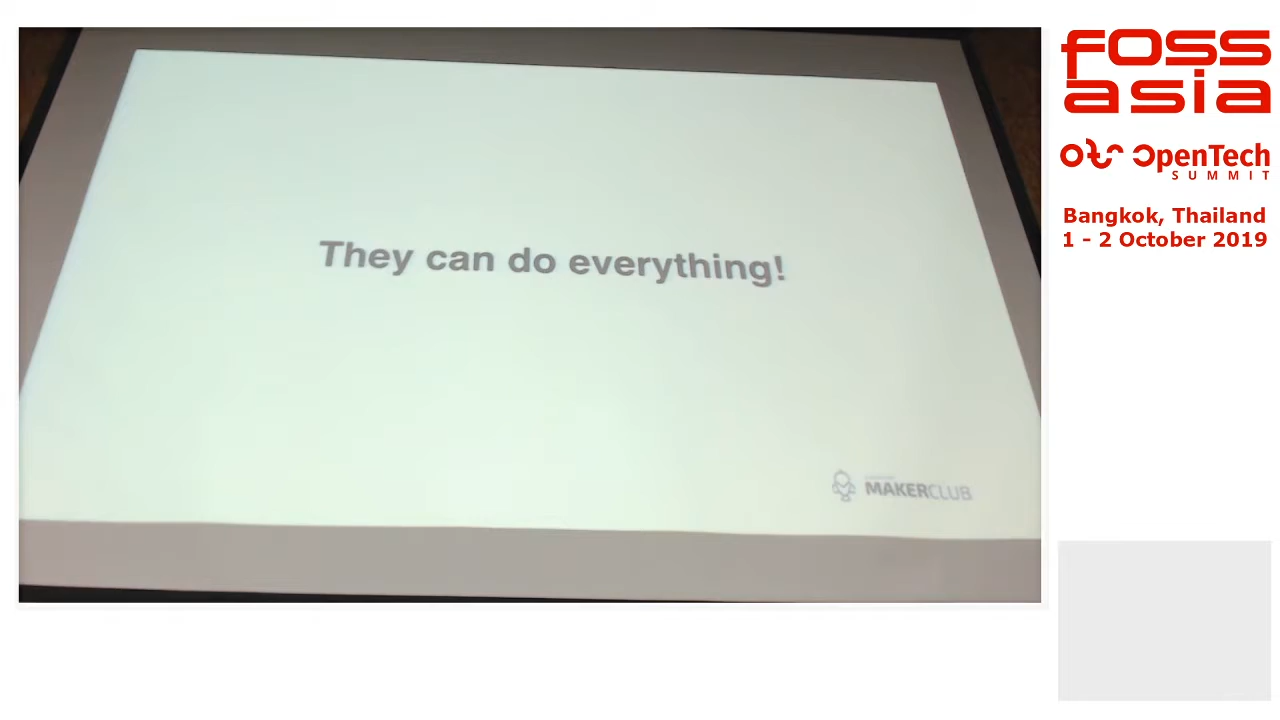 They can do everything!
MAKERCLUB
foss
asia
OpenTech
SUMMIT
Bangkok, Thailand
1 - 2 October 2019